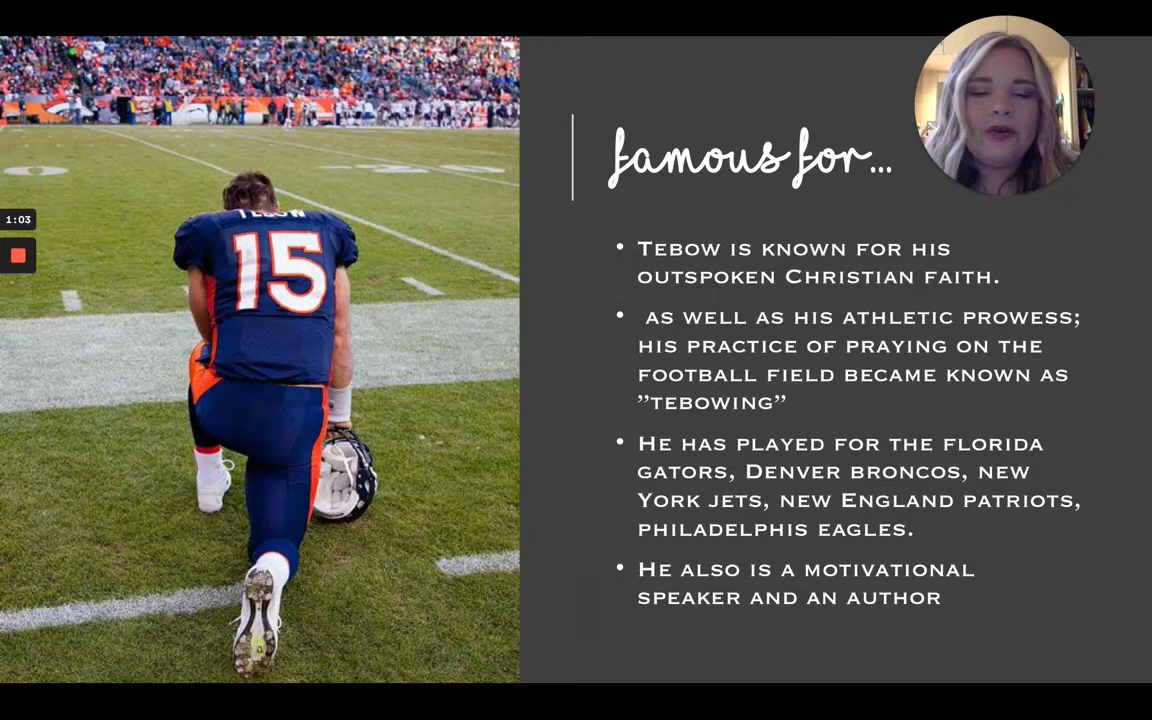 famous for...
1:03
TEBOW
15
• TEBOW IS KNOWN FOR HIS
OUTSPOKEN CHRISTIAN FAITH.
• AS WELL AS HIS ATHLETIC PROWESS;
HIS PRACTICE OF PRAYING ON THE
FOOTBALL FIELD BECAME KNOWN AS
”TEBOWING”
• HE HAS PLAYED FOR THE FLORIDA
GATORS, DENVER BRONCOS, NEW
YORK JETS, NEW ENGLAND PATRIOTS,
PHILADELPHIS EAGLES.
• HE ALSO IS A MOTIVATIONAL
SPEAKER AND AN AUTHOR